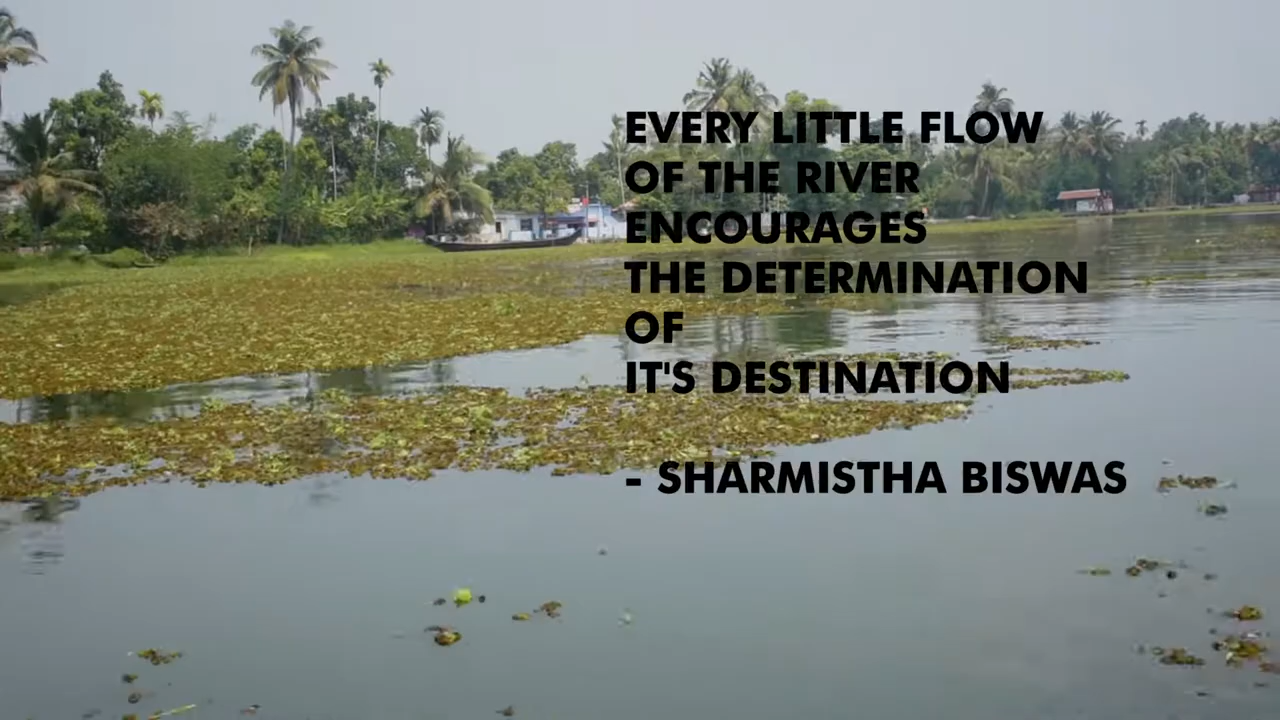 EVERY LITTLE FLOW
OF THE RIVER
ENCOURAGES
THE DETERMINATION
OF
IT'S DESTINATION
- SHARMISTHA BISWAS